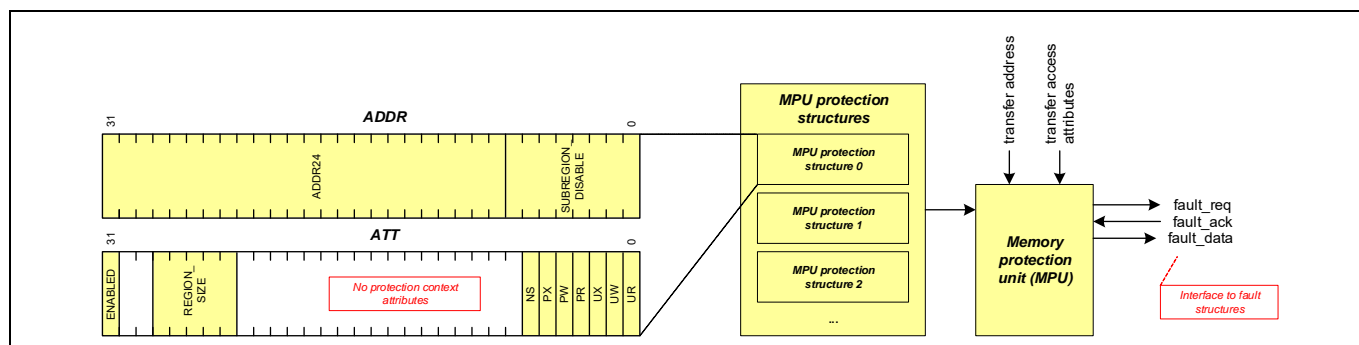 ADDR
31
0
ADDR24
SUBREGION_
DISABLE
ATT
31
0
ENABLED
REGION_
SIZE
No protection context
attributes
NS
PX
PW
PR
UX
UW
UR
MPU protection
structures
MPU protection
structure 0
MPU protection
structure 1
MPU protection
structure 2
...
transfer address
transfer access
attributes
Memory
protection
unit (MPU)
fault_req
fault_ack
fault_data
Interface to fault
structures